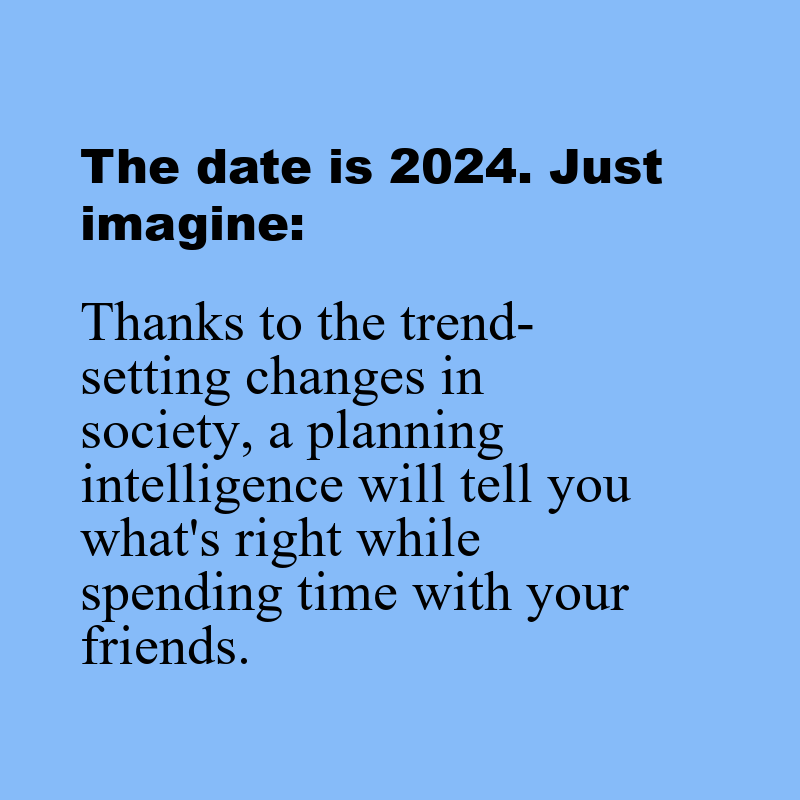 The date is 2024. Just
imagine:
Thanks to the trend-
setting changes in
society, a planning
intelligence will tell you
what's right while
spending time with your
friends.